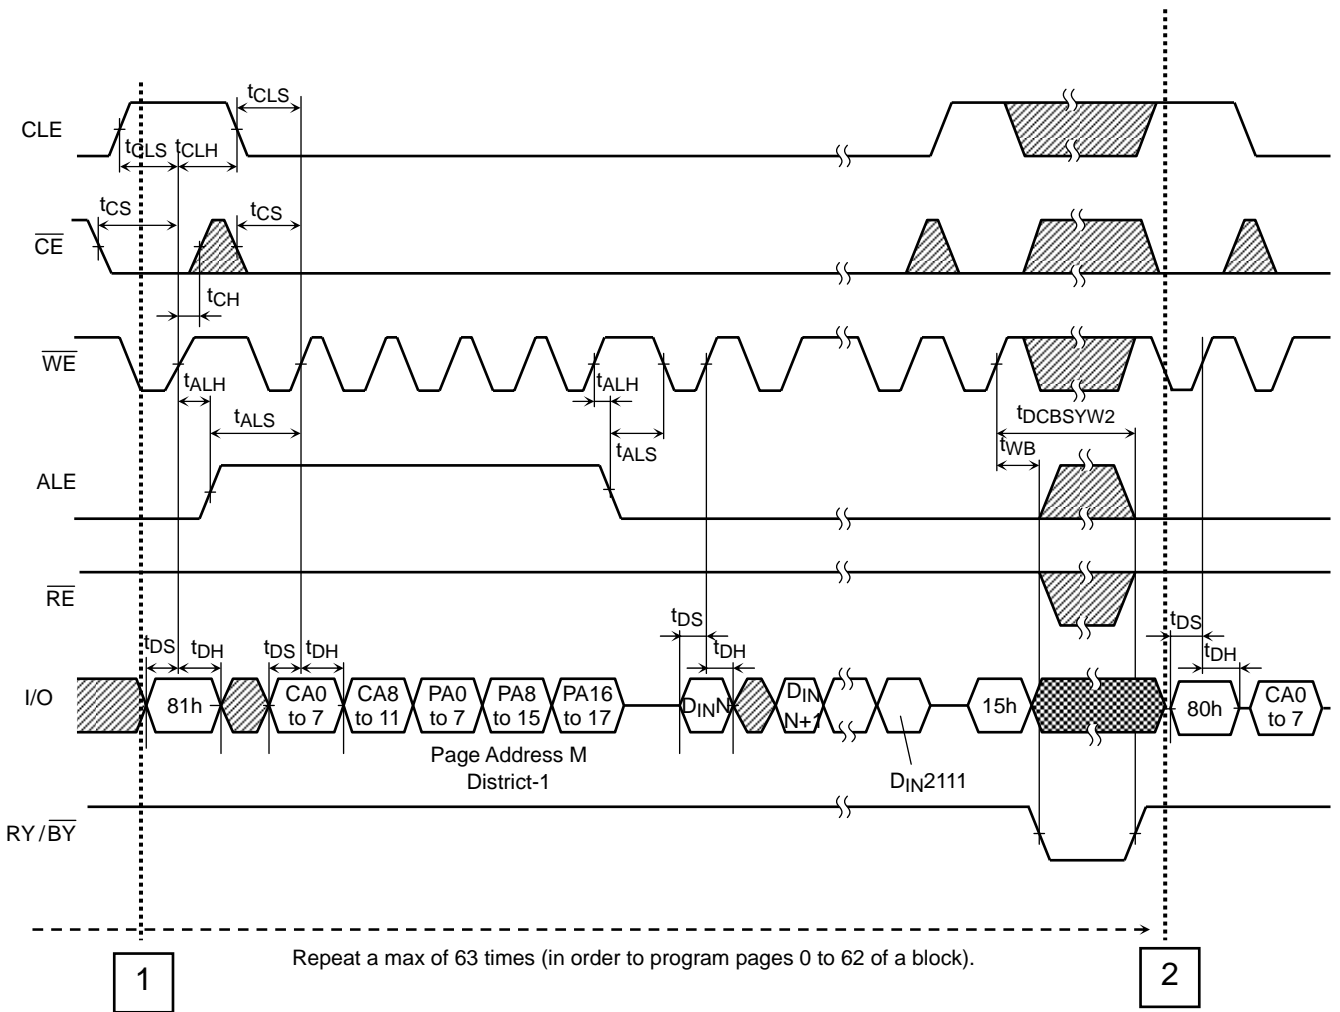 tCLS
CLE
tCLS tCLH
tCS tCS
CE
tCH
WE
tALH tALH
tALS tALS tDCBSYW2
tWB
ALE
RE
tDS tDH tDS tDH tDS tDH tDS tDH
I/O
81h
CA0 to 7
CA8 to 11
PA0 to 7
PA8 to 15
PA16 to 17
DINN
DIN N+1
15h
80h
CA0 to 7
Page Address M
District-1
DIN2111
RY/BY
Repeat a max of 63 times (in order to program pages 0 to 62 of a block).
1
2